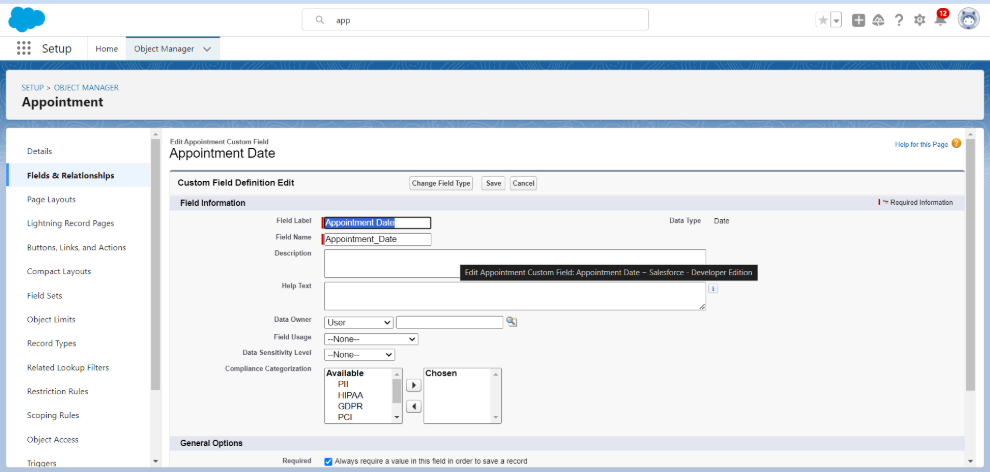 app
12
Setup
Home
Object Manager
SETUP > OBJECT MANAGER
Appointment
Details
Fields & Relationships
Page Layouts
Lightning Record Pages
Buttons, Links, and Actions
Compact Layouts
Field Sets
Object Limits
Record Types
Related Lookup Filters
Restriction Rules
Scoping Rules
Object Access
Triggers
Edit Appointment Custom Field
Appointment Date
Help for this Page
Custom Field Definition Edit
Change Field Type
Save
Cancel
Field Information
= Required Information
Field Label
Appointment Date
Data Type
Date
Field Name
Appointment_Date
Description
Edit Appointment Custom Field: Appointment Date ~ Salesforce - Developer Edition
Help Text
i
Data Owner
User
Field Usage
--None--
Data Sensitivity Level
--None--
Compliance Categorization
Available
PII
HIPAA
GDPR
PCI
Chosen
General Options
Required
Always require a value in this field in order to save a record